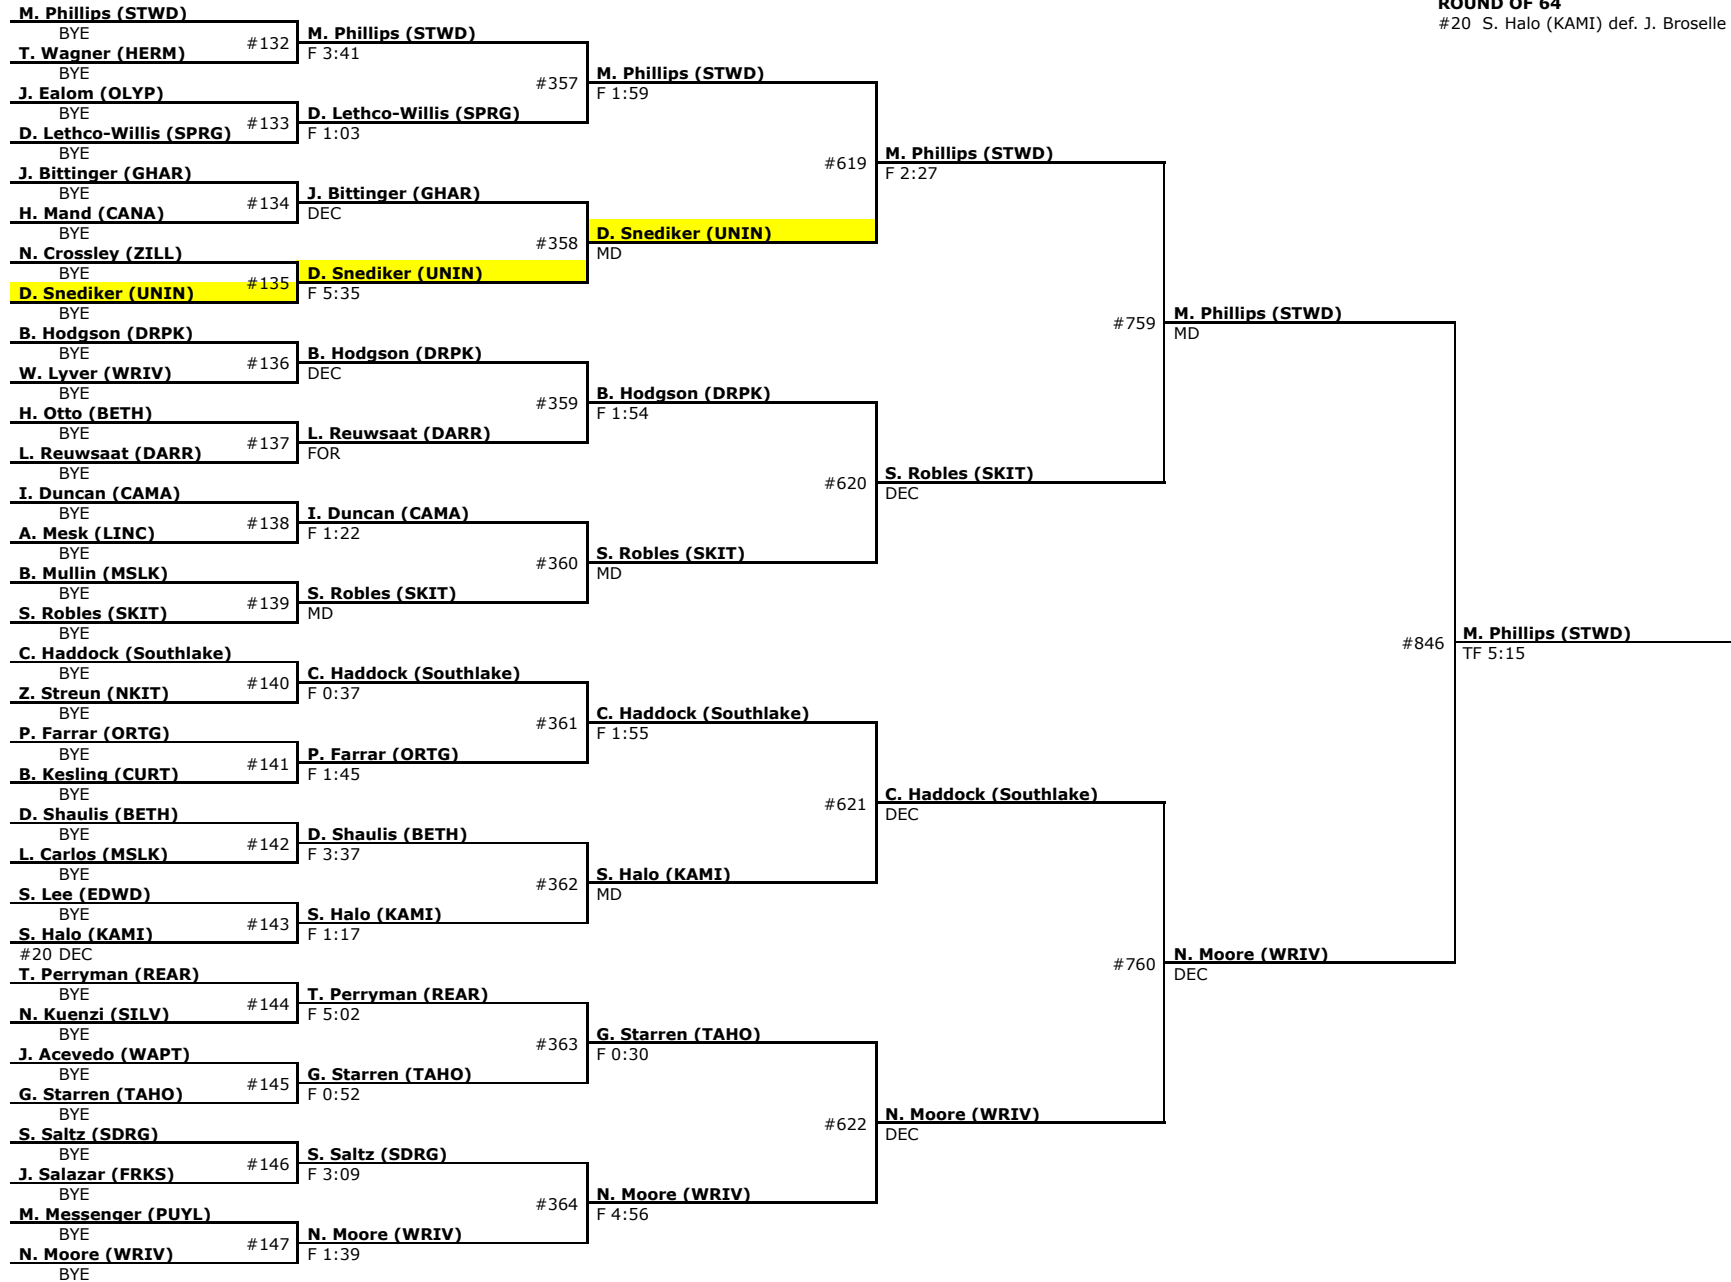 ROUND OF 64
#20 S. Halo (KAMI) def. J. Broselle
M. Phillips (STWD)
BYE
T. Wagner (HERM)
BYE
J. Ealom (OLYP)
BYE
D. Lethco-Willis (SPRG)
BYE
J. Bittinger (GHAR)
BYE
H. Mand (CANA)
BYE
N. Crossley (ZILL)
BYE
D. Snediker (UNIN)
BYE
B. Hodgson (DRPK)
BYE
W. Lyver (WRIV)
BYE
H. Otto (BETH)
BYE
L. Reuwsaat (DARR)
BYE
I. Duncan (CAMA)
BYE
A. Mesk (LINC)
BYE
B. Mullin (MSLK)
BYE
S. Robles (SKIT)
BYE
C. Haddock (Southlake)
BYE
Z. Streun (NKIT)
BYE
P. Farrar (ORTG)
BYE
B. Kesling (CURT)
BYE
D. Shaulis (BETH)
BYE
L. Carlos (MSLK)
BYE
S. Lee (EDWD)
BYE
S. Halo (KAMI)
#20 DEC
T. Perryman (REAR)
BYE
N. Kuenzi (SILV)
BYE
J. Acevedo (WAPT)
BYE
G. Starren (TAHO)
BYE
S. Saltz (SDRG)
BYE
J. Salazar (FRKS)
BYE
M. Messenger (PUYL)
BYE
N. Moore (WRIV)
BYE
#132
M. Phillips (STWD)
F 3:41
#133
D. Lethco-Willis (SPRG)
F 1:03
#134
J. Bittinger (GHAR)
DEC
#135
D. Snediker (UNIN)
F 5:35
#136
B. Hodgson (DRPK)
DEC
#137
L. Reuwsaat (DARR)
FOR
#138
I. Duncan (CAMA)
F 1:22
#139
S. Robles (SKIT)
MD
#140
C. Haddock (Southlake)
F 0:37
#141
P. Farrar (ORTG)
F 1:45
#142
D. Shaulis (BETH)
F 3:37
#143
S. Halo (KAMI)
F 1:17
#144
T. Perryman (REAR)
F 5:02
#145
G. Starren (TAHO)
F 0:52
#146
S. Saltz (SDRG)
F 3:09
#147
N. Moore (WRIV)
F 1:39
#357
M. Phillips (STWD)
F 1:59
#358
D. Snediker (UNIN)
MD
#359
B. Hodgson (DRPK)
F 1:54
#360
S. Robles (SKIT)
MD
#361
C. Haddock (Southlake)
F 1:55
#362
S. Halo (KAMI)
MD
#363
G. Starren (TAHO)
F 0:30
#364
N. Moore (WRIV)
F 4:56
#619
M. Phillips (STWD)
F 2:27
#620
S. Robles (SKIT)
DEC
#621
C. Haddock (Southlake)
DEC
#622
N. Moore (WRIV)
DEC
#759
M. Phillips (STWD)
MD
#760
N. Moore (WRIV)
DEC
#846
M. Phillips (STWD)
TF 5:15